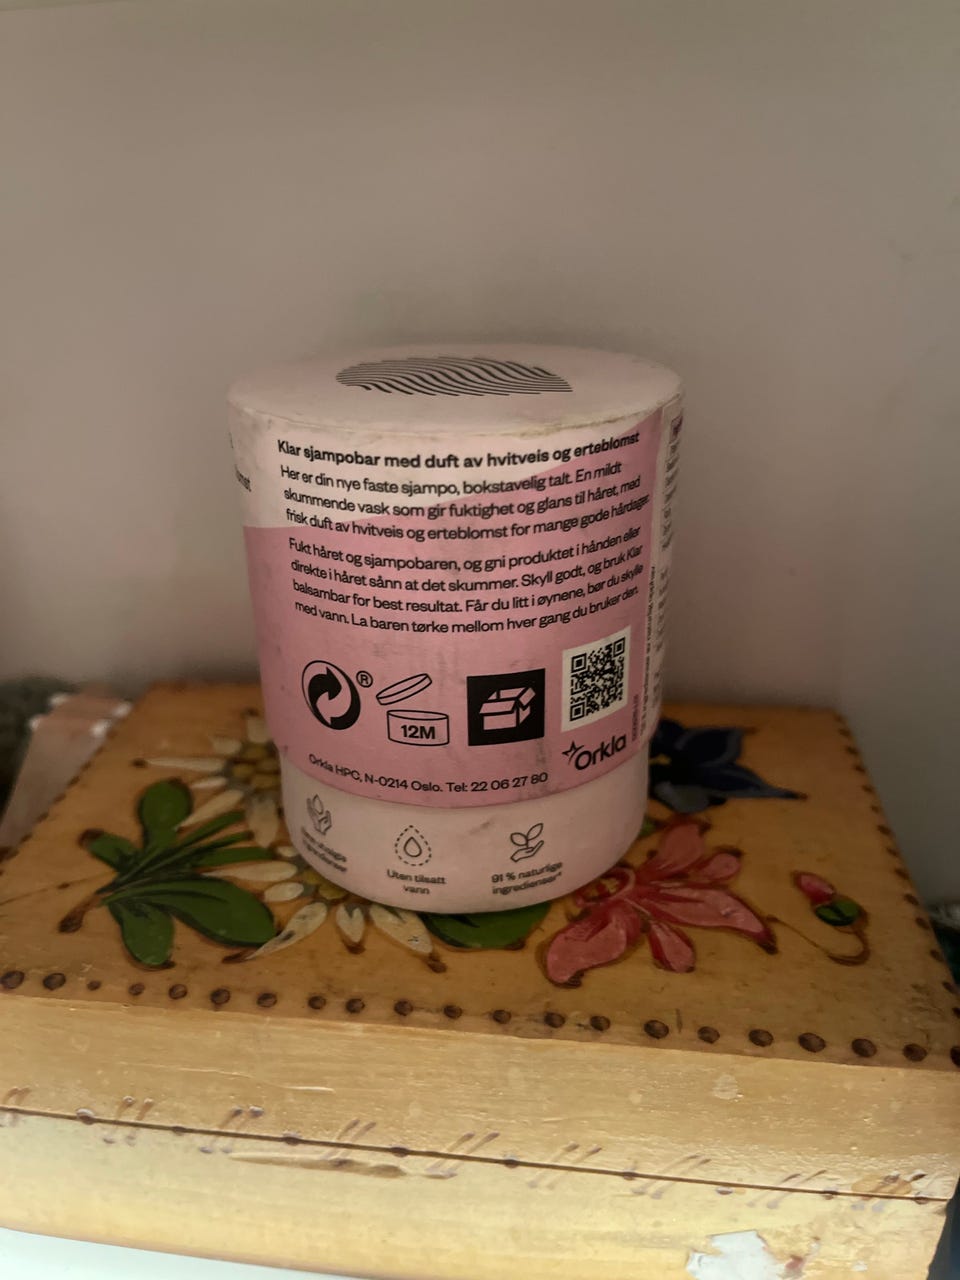 Klar sjampobar med duft av hvitveis og erteblomst
Her er din nye faste sjampo, bokstavelig talt. En mildt
skummende vask som gir fuktighet og glans til håret, med
frisk duft av hvitveis og erteblomst for mange gode hårdager.
Fukt håret og sjampobaren, og gni produktet i hånden eller
direkte i håret sånn at det skummer. Skyll godt, og bruk Klar
balsambar for best resultat. Får du litt i øynene, bør du skylle
med vann. La baren tørke mellom hver gang du bruker den.
®
12M
Orkla
Orkla HPC, N-0214 Oslo. Tel: 22 06 27 80
Uten tilsatt
vann
91 % naturlige
ingredienser*